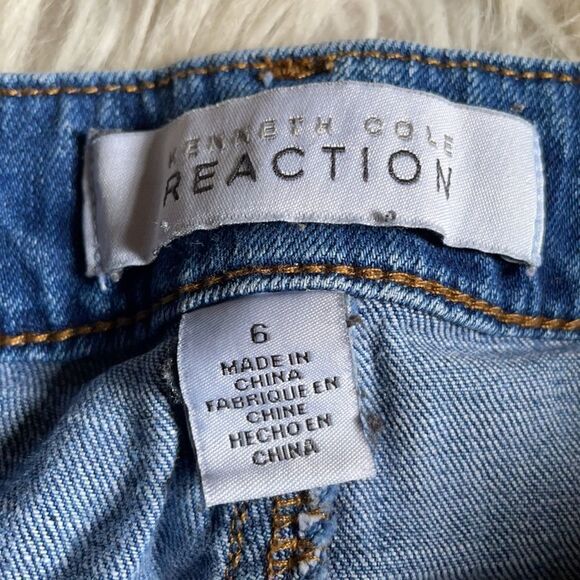 KENNETH COLE
REACTION
6
MADE IN
CHINA
FABRIQUE EN
CHINE
HECHO EN
CHINA